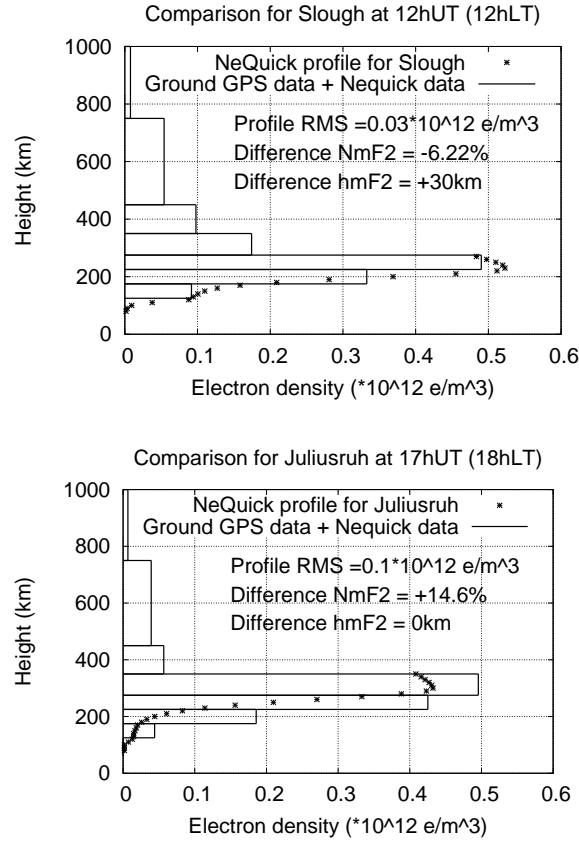 Comparison for Slough at 12hUT (12hLT)
1000
800
600
400
200
0
Height (km)
NeQuick profile for Slough
Ground GPS data + Nequick data
Profile RMS =0.03*10^12 e/m^3
Difference NmF2 = -6.22%
Difference hmF2 = +30km
0 0.1 0.2 0.3 0.4 0.5 0.6
Electron density (*10^12 e/m^3)
Comparison for Juliusruh at 17hUT (18hLT)
1000
800
600
400
200
0
Height (km)
NeQuick profile for Juliusruh
Ground GPS data + Nequick data
Profile RMS =0.1*10^12 e/m^3
Difference NmF2 = +14.6%
Difference hmF2 = 0km
0 0.1 0.2 0.3 0.4 0.5 0.6
Electron density (*10^12 e/m^3)